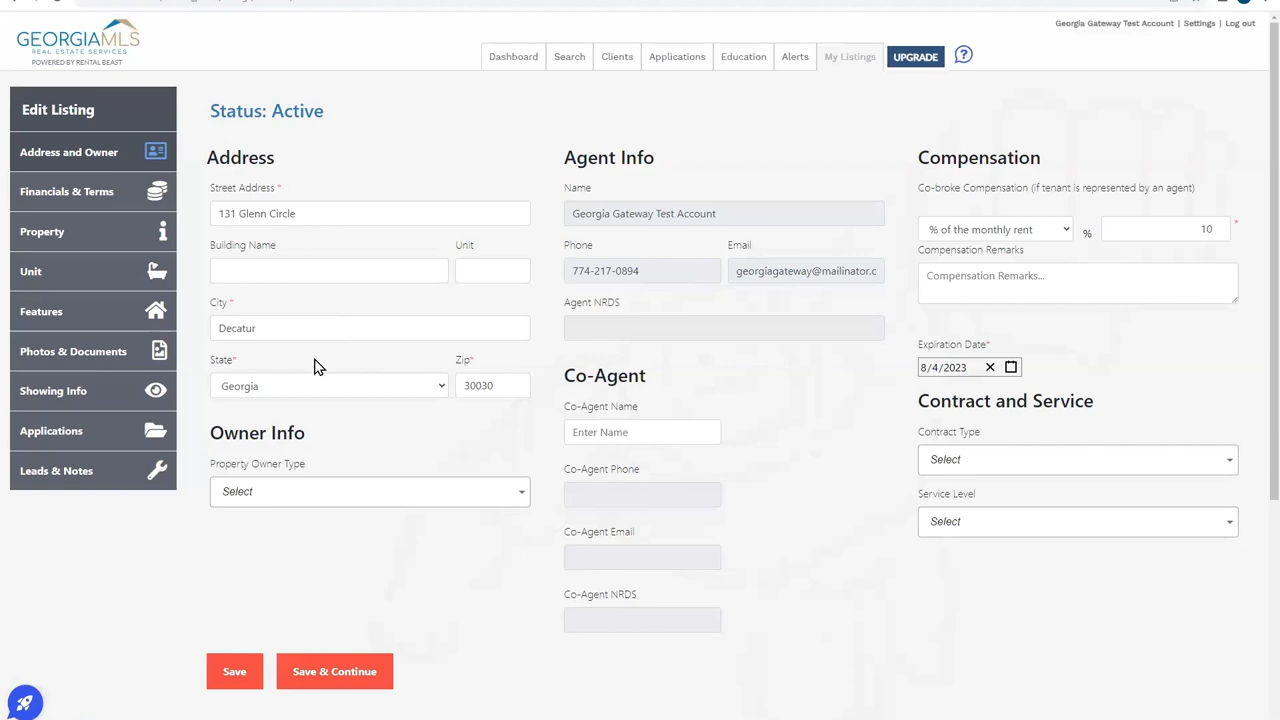 Georgia Gateway Test Account | Settings | Log out
GEORGIAMLS
REAL ESTATE SERVICES
POWERED BY RENTAL BEAST
Dashboard
Search
Clients
Applications
Education
Alerts
My Listings
UPGRADE
?
Edit Listing
Address and Owner
Financials & Terms
Property
Unit
Features
Photos & Documents
Showing Info
Applications
Leads & Notes
Status: Active
Address
Street Address *
131 Glenn Circle
Building Name
Unit
City *
Decatur
State*
Zip*
Georgia
30030
Owner Info
Property Owner Type
Select
Agent Info
Name
Georgia Gateway Test Account
Phone
Email
774-217-0894
georgiagateway@mailinator.c
Agent NRDS
Co-Agent
Co-Agent Name
Enter Name
Co-Agent Phone
Co-Agent Email
Co-Agent NRDS
Compensation
Co-broke Compensation (if tenant is represented by an agent)
% of the monthly rent
%
10
*
Compensation Remarks
Compensation Remarks...
Expiration Date*
8/4/2023
Contract and Service
Contract Type
Select
Service Level
Select
Save
Save & Continue